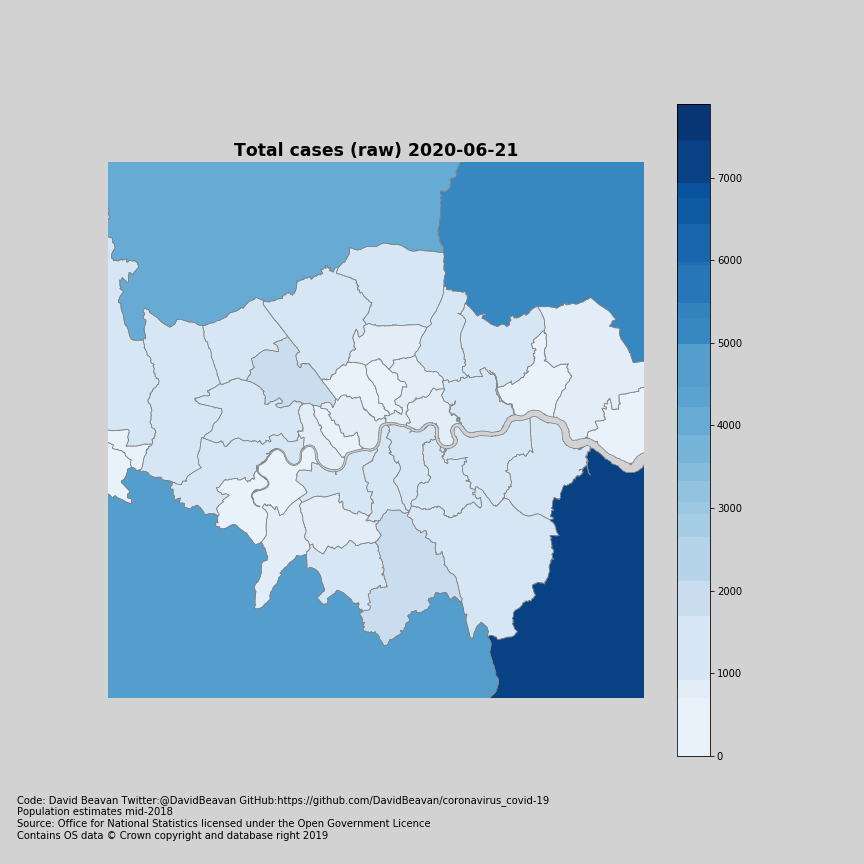 Total cases (raw) 2020-06-21
7000
6000
5000
4000
3000
2000
1000
0
Code: David Beavan Twitter:@DavidBeavan GitHub:https://github.com/DavidBeavan/coronavirus_covid-19
Population estimates mid-2018
Source: Office for National Statistics licensed under the Open Government Licence
Contains OS data © Crown copyright and database right 2019